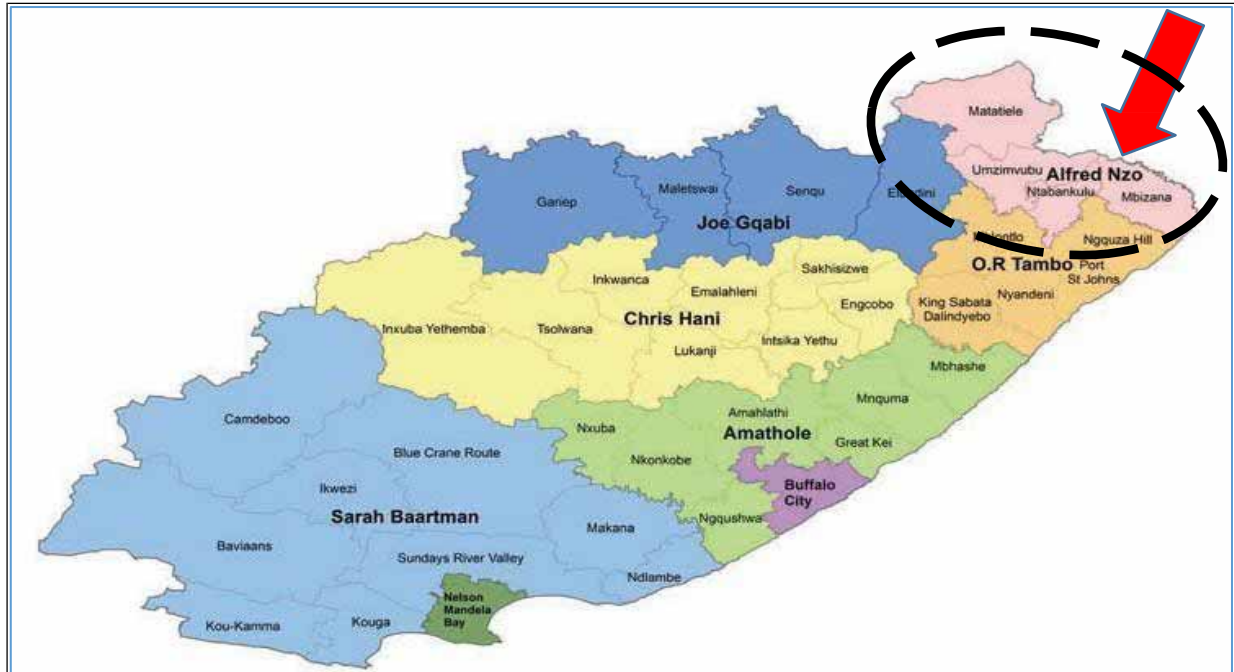 Matatiele
Umzimvubu
Alfred Nzo
Ntabankulu
Mbizana
Gariep
Maletswai
Senqu
Joe Gqabi
Ngquza Hill
O.R Tambo
Port
St Johns
Nyandeni
King Sabata
Dalindyebo
Inkwanca
Sakhisizwe
Emalahleni
Engcobo
Inxuba Yethemba
Tsolwana
Chris Hani
Lukanji
Intsika Yethu
Mbhashe
Mnquma
Amahlathi
Nxuba
Amathole
Great Kei
Nkonkobe
Buffalo
City
Ngqushwa
Camdeboo
Blue Crane Route
Ikwezi
Sarah Baartman
Makana
Baviaans
Sundays River Valley
Ndlambe
Nelson
Mandela
Bay
Kou-Kamma
Kouga